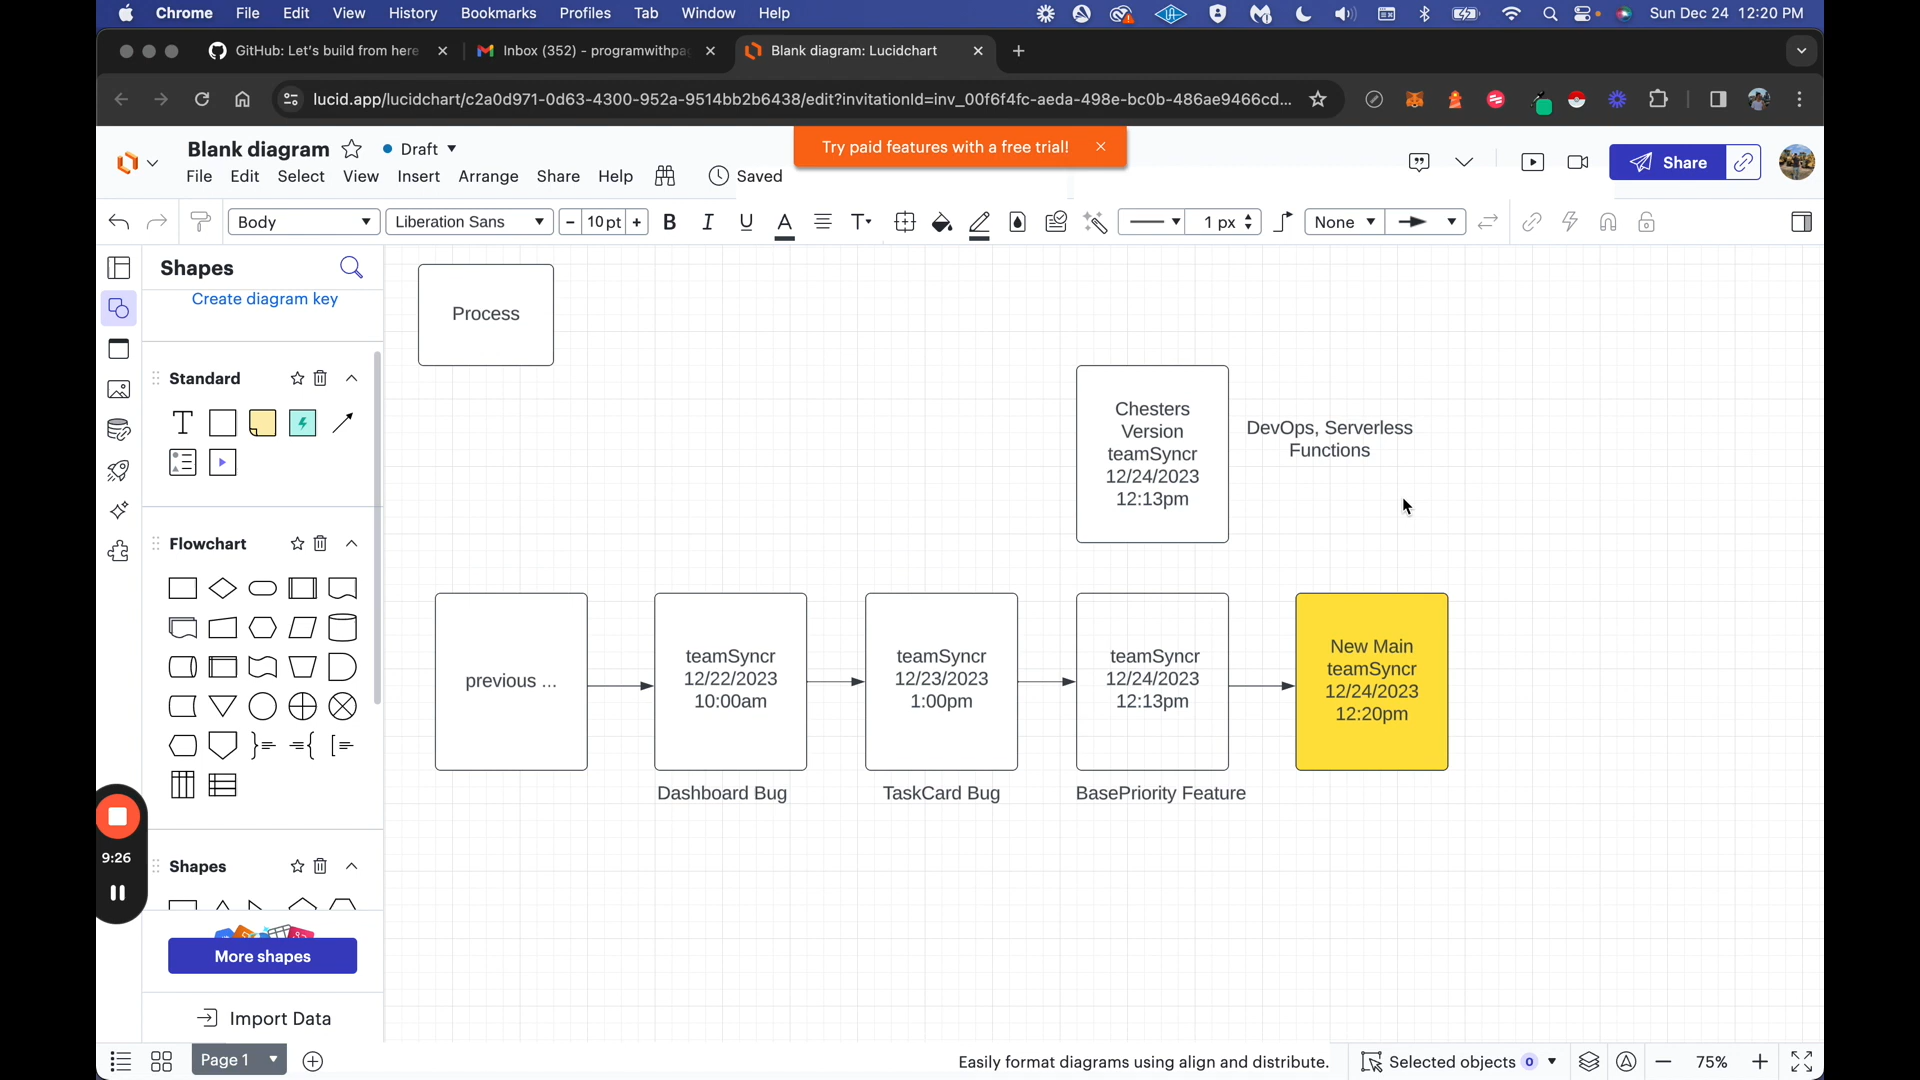 Chrome File Edit View History Bookmarks Profiles Tab Window Help Sun Dec 24 12:20 PM
GitHub: Let's build from here
Inbox (352) - programwithpa
Blank diagram: Lucidchart
lucid.app/lucidchart/c2a0d971-0d63-4300-952a-9514bb2b6438/edit?invitationId=inv_00f6f4fc-aeda-498e-bc0b-486ae9466cd...
Try paid features with a free trial!
Blank diagram
Draft
File Edit Select View Insert Arrange Share Help
Saved
Share
Body
Liberation Sans
- 10 pt +
B I U A T
1 px
None
Shapes
Create diagram key
Standard
T
Flowchart
Shapes
More shapes
Import Data
9:26
Process
Chesters
Version
teamSyncr
12/24/2023
12:13pm
DevOps, Serverless
Functions
previous ...
teamSyncr
12/22/2023
10:00am
Dashboard Bug
teamSyncr
12/23/2023
1:00pm
TaskCard Bug
teamSyncr
12/24/2023
12:13pm
BasePriority Feature
New Main
teamSyncr
12/24/2023
12:20pm
Page 1
Easily format diagrams using align and distribute.
Selected objects 0
75%